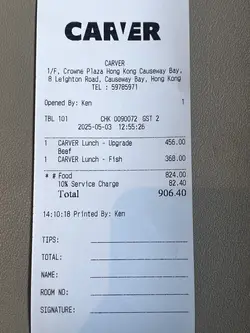 CARVER
CARVER
1/F, Crowne Plaza Hong Kong Causeway Bay,
8 Leighton Road, Causeway Bay, Hong Kong
TEL : 59785971
Opened By: Ken 1
TBL 101 CHK 0090072 GST 2
2025-05-03 12:55:26
1 CARVER Lunch - Upgrade 456.00
Beef
1 CARVER Lunch - Fish 368.00
# # Food 824.00
10% Service Charge 82.40
Total 906.40
14:10:18 Printed By: Ken
TIPS:
TOTAL:
NAME:
ROOM NO:
SIGNATURE: